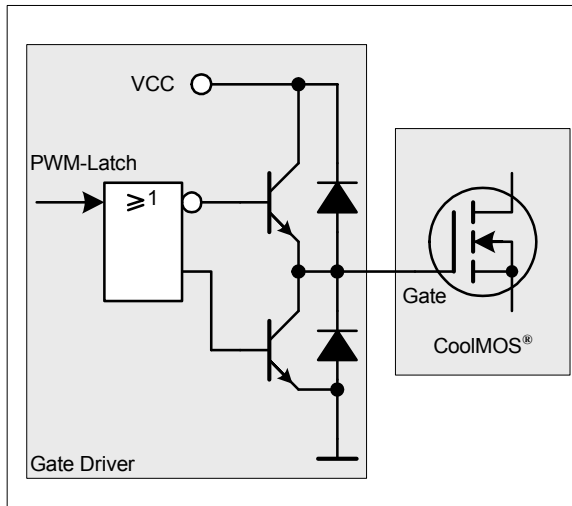 VCC
PWM-Latch
≥1
Gate
CoolMOS®
Gate Driver